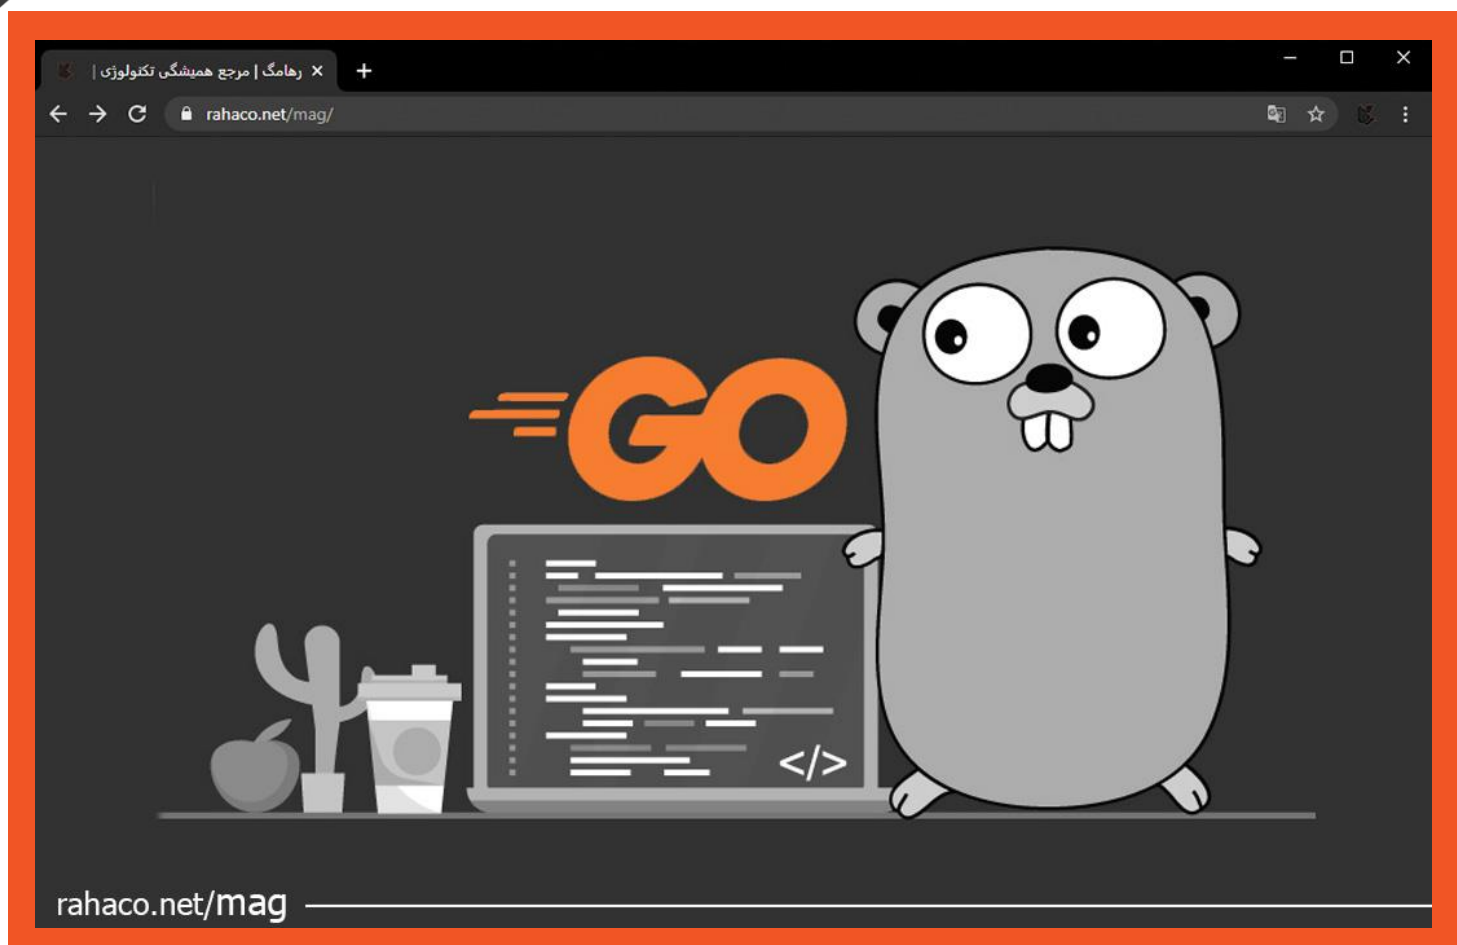 رهامگ | مرجع همیشگی تکنولوژی |
rahaco.net/mag/
GO
</>
rahaco.net/mag